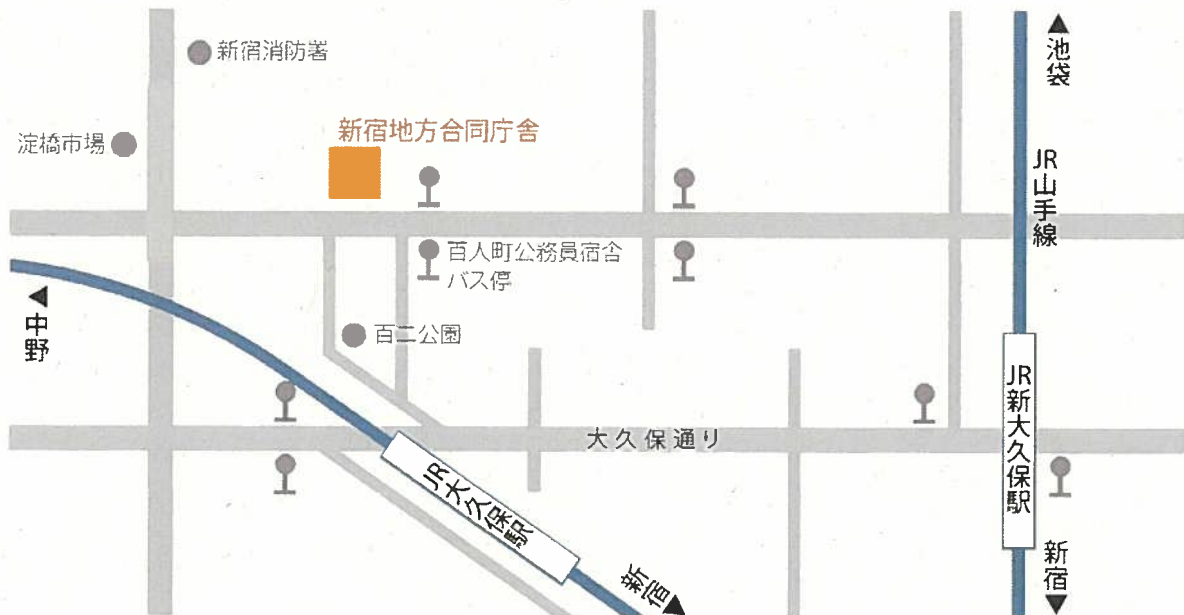 新宿消防署
池袋
淀橋市場
新宿地方合同庁舎
JR山手線
百人町公務員宿舎
バス停
中野
百二公園
JR新大久保駅
大久保通り
JR大久保駅
新宿
新宿